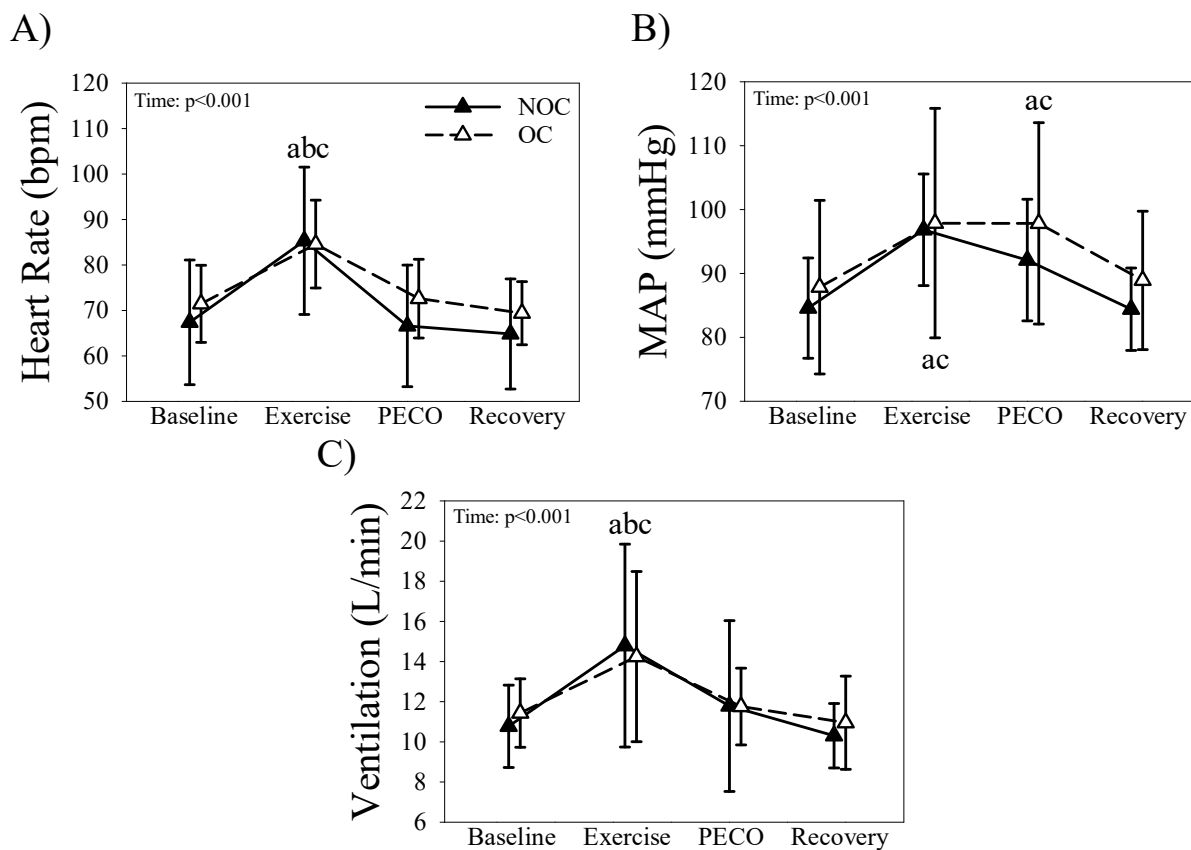 A)
Heart Rate (bpm)
120
110
100
90
80
70
60
50
Time: p<0.001
NOC
OC
abc
Baseline Exercise PECO Recovery
B)
MAP (mmHg)
120
110
100
90
80
70
Time: p<0.001
ac
ac
Baseline Exercise PECO Recovery
C)
Ventilation (L/min)
22
20
18
16
14
12
10
8
6
Time: p<0.001
abc
Baseline Exercise PECO Recovery